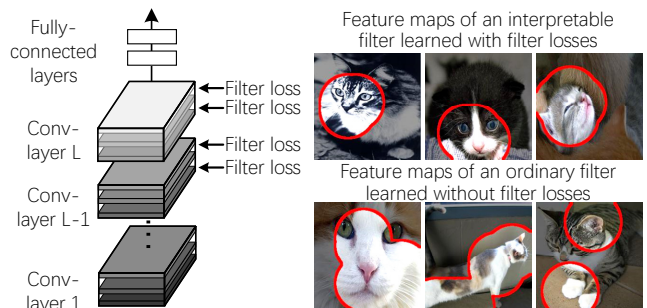 Fully-
connected
layers
Filter loss
Filter loss
Conv-
layer L
Filter loss
Filter loss
Conv-
layer L-1
Conv-
layer 1
Feature maps of an interpretable
filter learned with filter losses
Feature maps of an ordinary filter
learned without filter losses